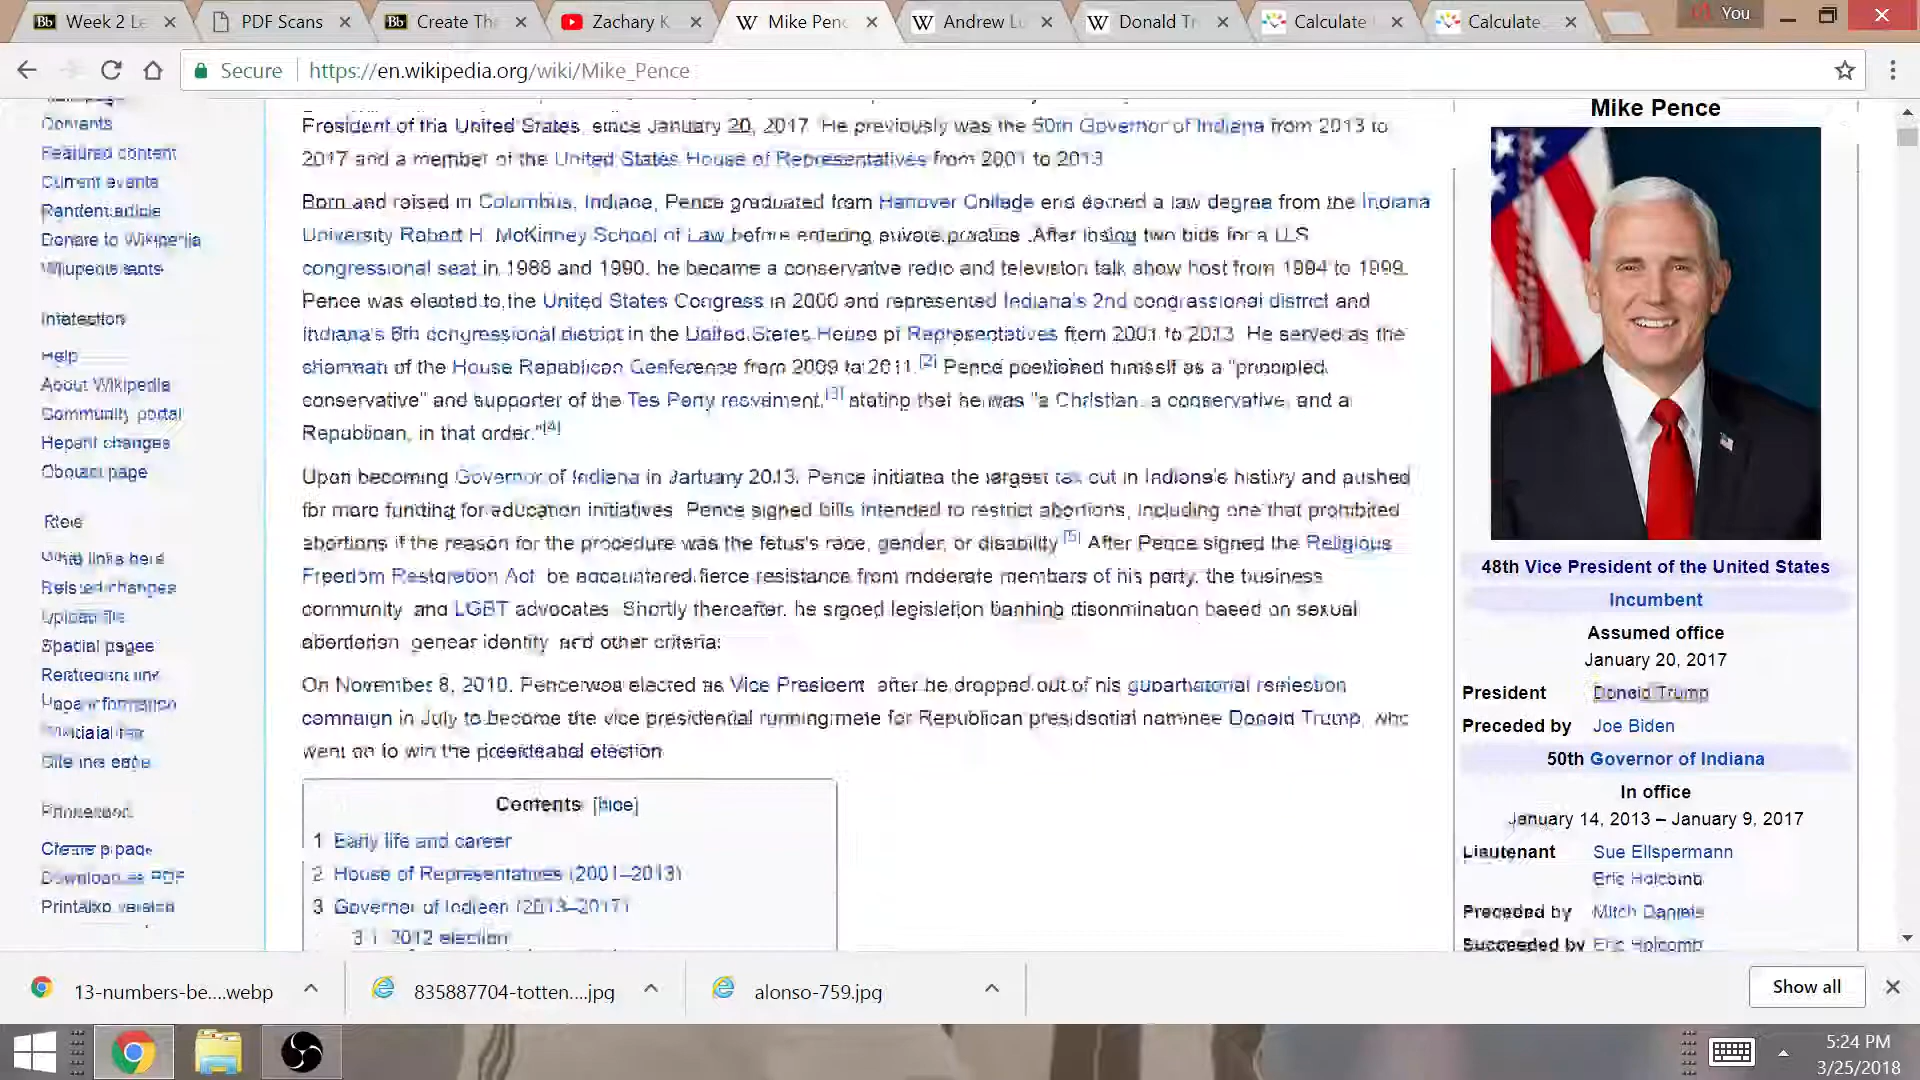 Week 2 Le
PDF Scans
Create The
Zachary K
Mike Penc
Andrew Lu
Donald Tr
Calculate
Calculate
You
Secure
https://en.wikipedia.org/wiki/Mike_Pence
Contents
Featured content
Current events
Donate to Wikipedia
Help
About Wikipedia
Community portal
What links here
Upload file
Printable version
President of the United States, since January 20, 2017. He previously was the 50th Governor of Indiana from 2013 to
2017 and a member of the United States House of Representatives from 2001 to 2013
Born and raised in Columbus, Indiana, Pence graduated from Hanover College and earned a law degree from the Indiana
University Robert H. McKinney School of Law before entering private practice. After losing two bids for a U.S.
congressional seat in 1988 and 1990, he became a conservative radio and television talk show host from 1994 to 1999.
Pence was elected to the United States Congress in 2000 and represented Indiana's 2nd congressional district and
Indiana's 6th congressional district in the United States House of Representatives from 2001 to 2013. He served as the
chairman of the House Republican Conference from 2009 to 2011.[2] Pence positioned himself as a "principled
conservative" and supporter of the Tea Party movement,[3] stating that he was "a Christian, a conservative, and a
Republican, in that order."[4]
Upon becoming Governor of Indiana in January 2013, Pence initiated the largest tax cut in Indiana's history and pushed
for more funding for education initiatives. Pence signed bills intended to restrict abortions, including one that prohibited
abortions if the reason for the procedure was the fetus's race, gender, or disability.[5] After Pence signed the Religious
Freedom Restoration Act, he encountered fierce resistance from moderate members of his party, the business
community, and LGBT advocates. Shortly thereafter, he signed legislation banning discrimination based on sexual
identity, and other criteria.
On November 8, Pence was elected as Vice President after he dropped out of his gubernatorial reelection
campaign in July to become the vice presidential running mate for Republican presidential nominee Donald Trump, who
went on to win the presidential election
Contents [hide]
1 Early life and career
2 House of Representatives (2001–2013)
3 Governor of Indiana (2013–2017)
3.1 2012 election
Mike Pence
48th Vice President of the United States
Incumbent
Assumed office
January 20, 2017
President Donald Trump
Preceded by Joe Biden
50th Governor of Indiana
In office
January 14, 2013 – January 9, 2017
Lieutenant Sue Ellspermann
Eric Holcomb
Preceded by Mitch Daniels
Succeeded by Eric Holcomb
13-numbers-be....webp
835887704-totten....jpg
alonso-759.jpg
Show all
5:24 PM
3/25/2018